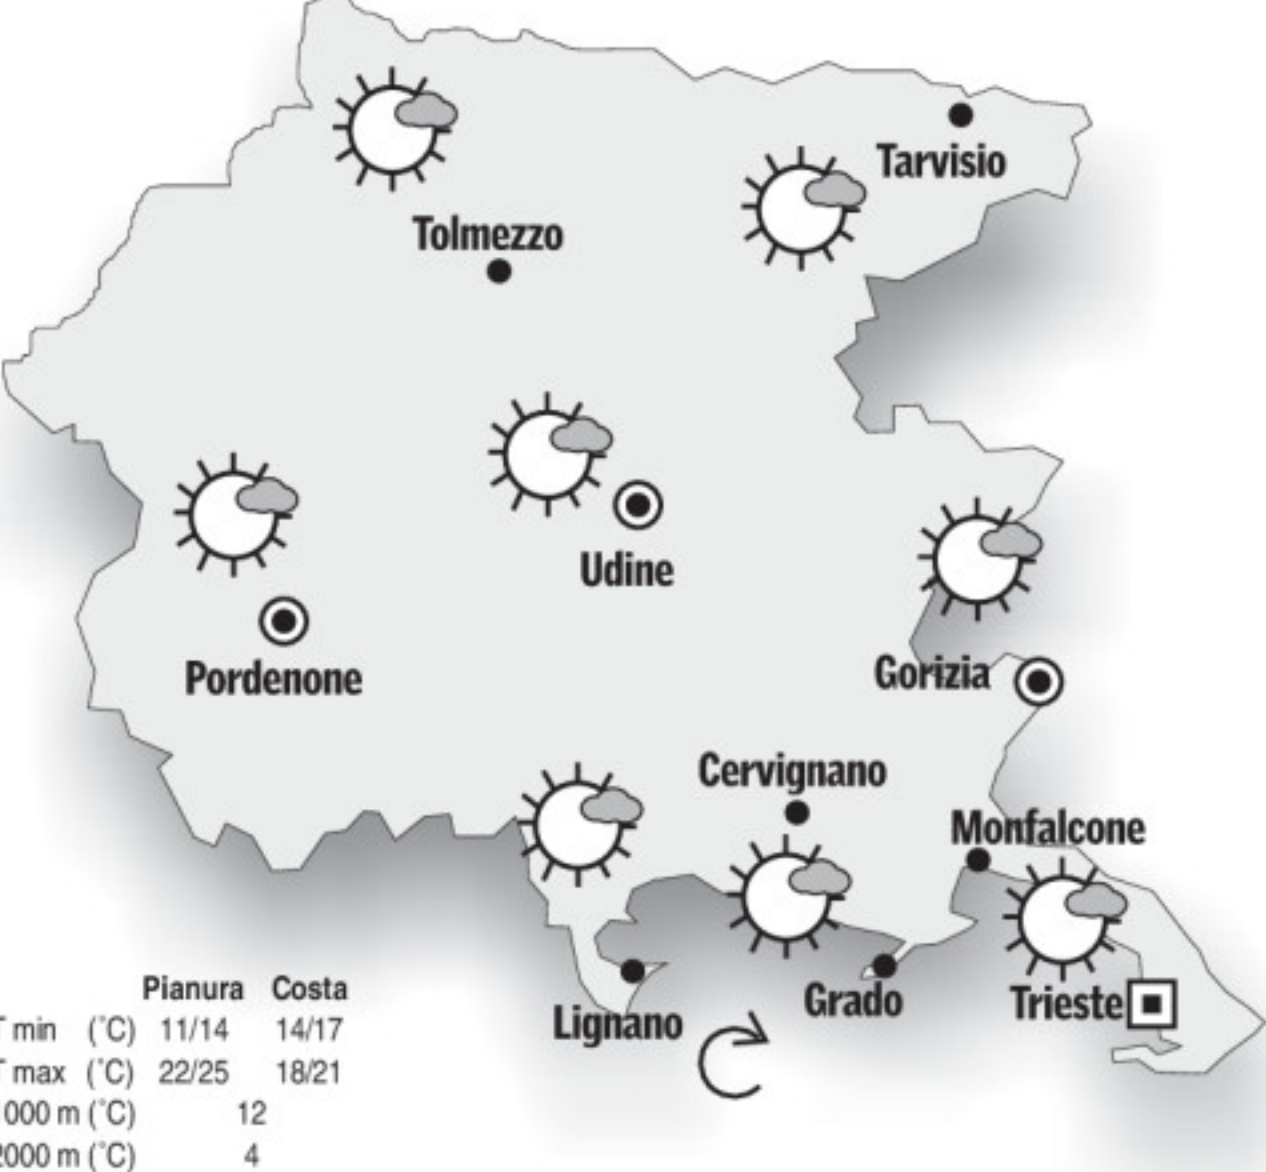 Tarvisio
Tolmezzo
Udine
Pordenone
Gorizia
Cervignano
Monfalcone
Grado
Trieste
Lignano
Pianura Costa
T min (°C) 11/14 14/17
T max (°C) 22/25 18/21
000 m (°C) 12
2000 m (°C) 4